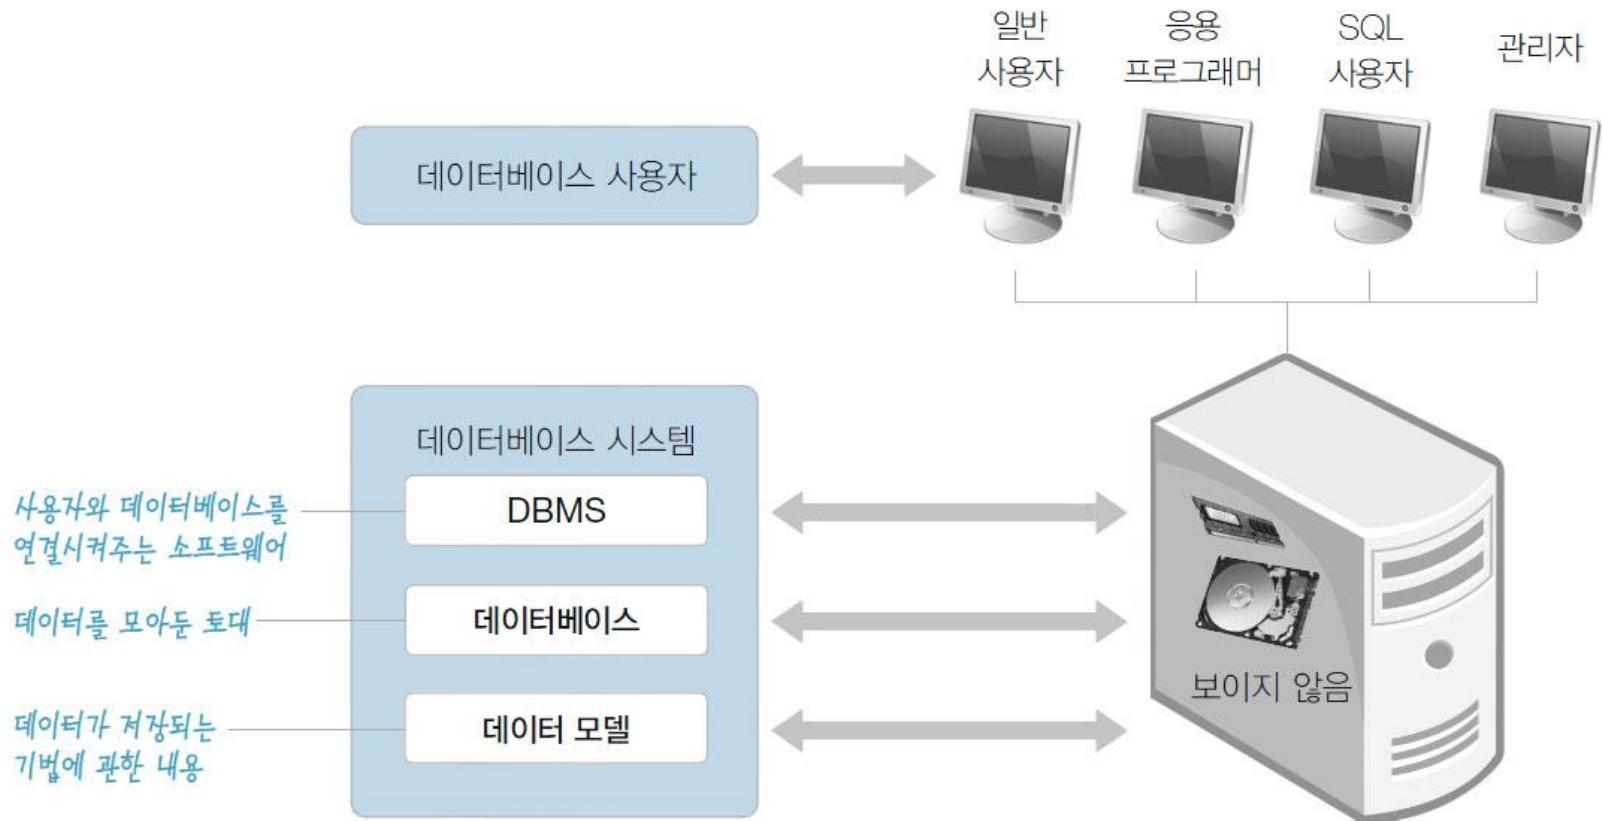 일반
사용자
응용
프로그래머
SQL
사용자
관리자
데이터베이스 사용자
데이터베이스 시스템
사용자와 데이터베이스를
연결시켜주는 소프트웨어
DBMS
데이터를 모아둔 토대
데이터베이스
보이지 않음
데이터가 저장되는
기법에 관한 내용
데이터 모델